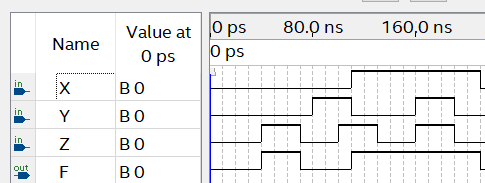 Name
Value at
0 ps
0 ps
80.0 ns
160.0 ns
0 ps
in
X
B 0
in
Y
B 0
in
Z
B 0
out
F
B 0